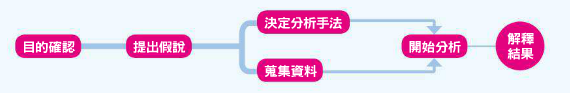 目的確認
提出假說
決定分析手法
蒐集資料
開始分析
解釋
結果